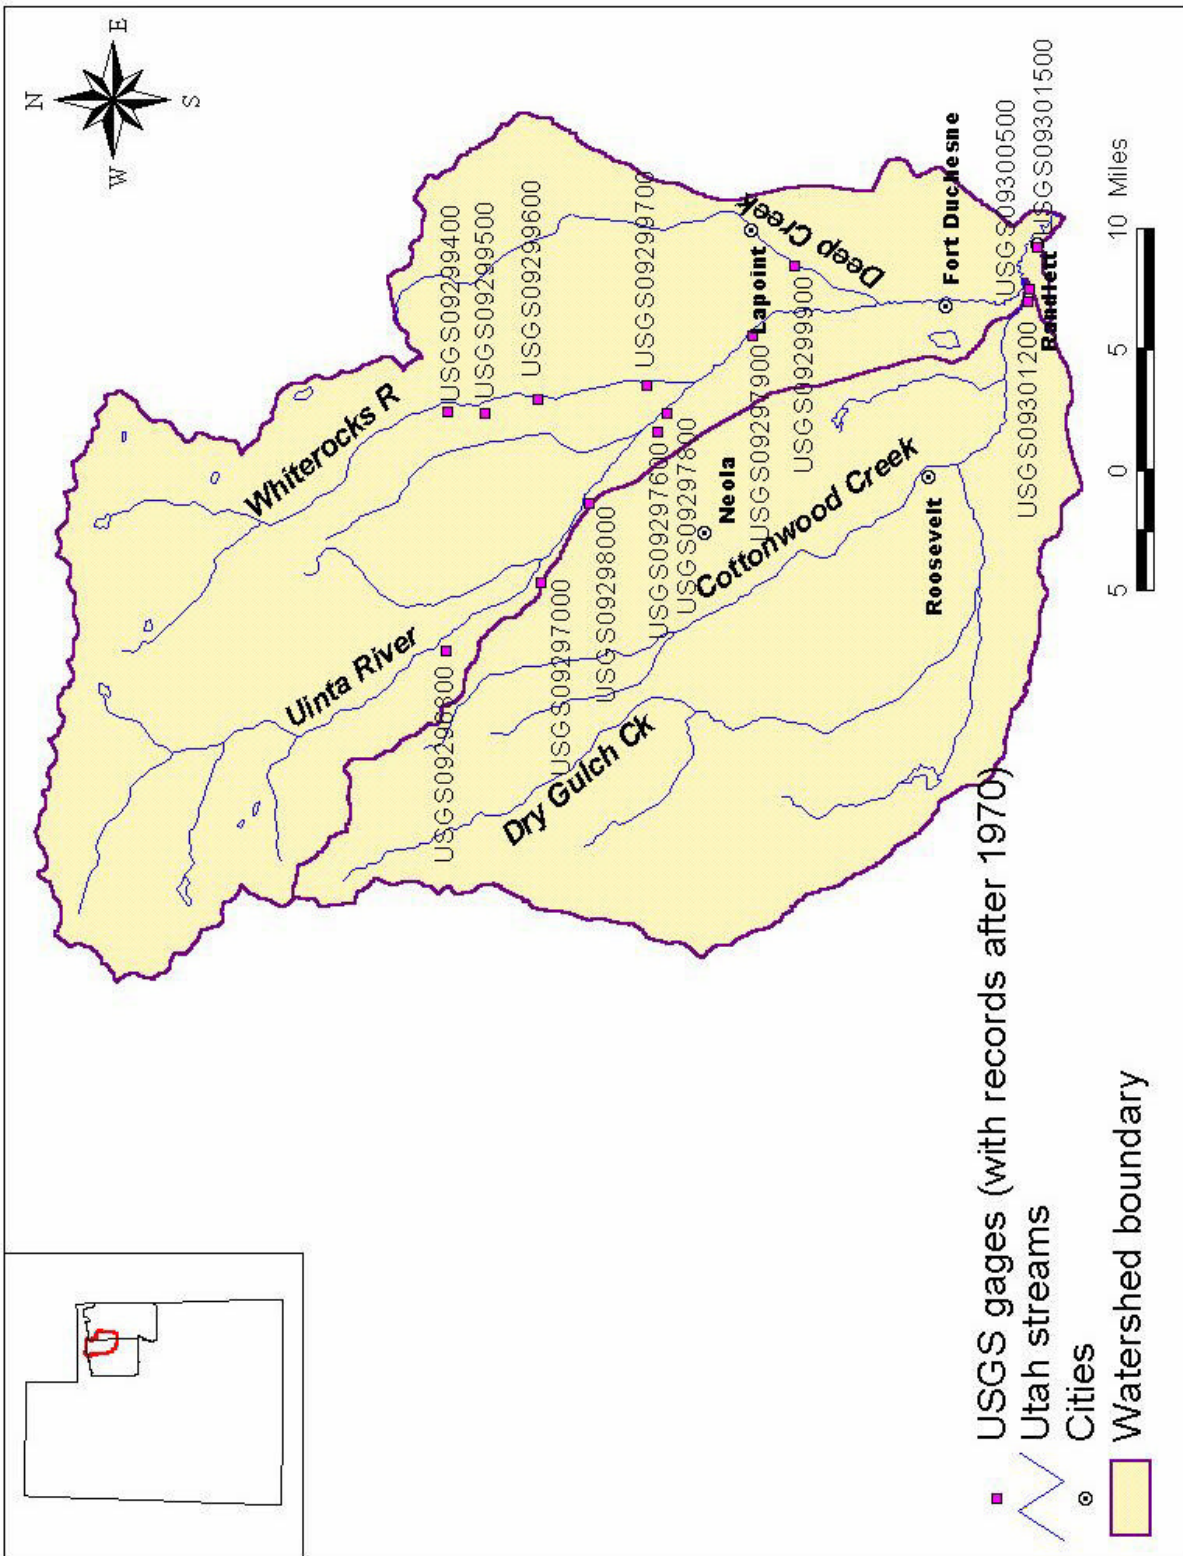 N
E
W
S
USGS09299400
USGS09299500
USGS09299600
USGS09299700
Whiterocks R
Uinta River
USGS09297000
USGS09298000
USGS09297600
Neola
Lapoint
Deep Creek
USGS09297900
USGS09299900
Cottonwood Creek
Dry Gulch Ck
Roosevelt
Fort Duchesne
USGS09300500
USGS09301500
USGS09301200
Randlett
5 0 5 10 Miles
USGS gages (with records after 1970)
Utah streams
Cities
Watershed boundary